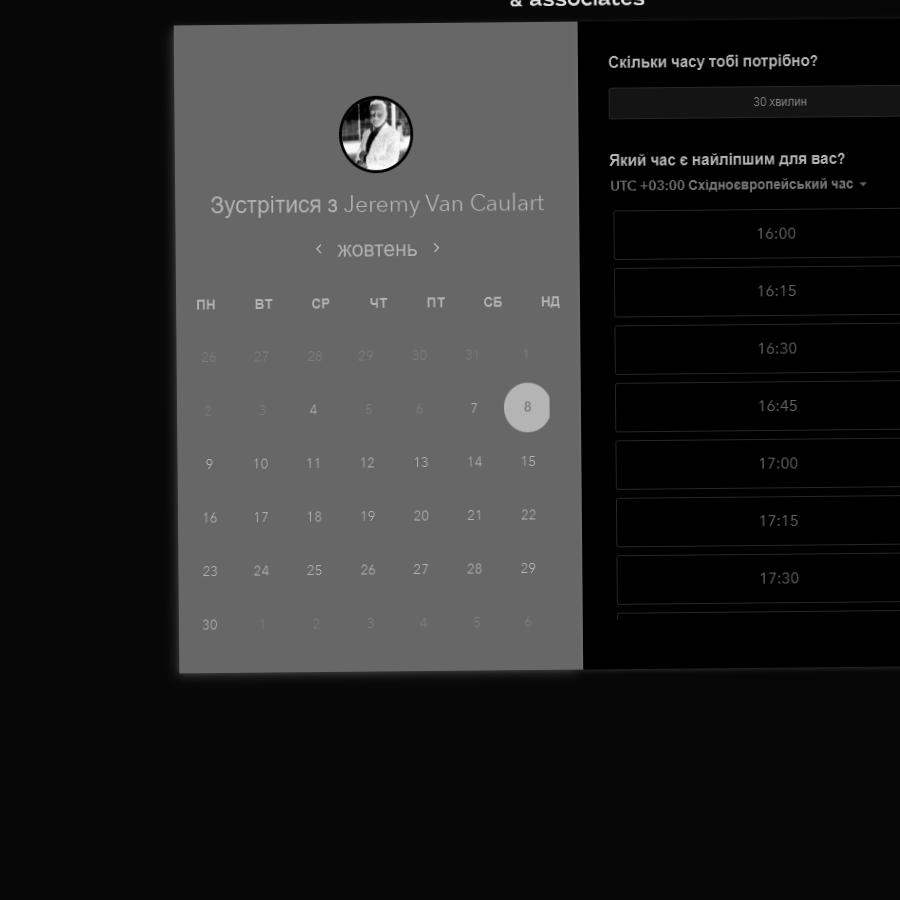 & associates
Зустрітися з Jeremy Van Caulart
жовтень
ПН ВТ СР ЧТ ПТ СБ НД
26 27 28 29 30 31 1
2 3 4 5 6 7 8
9 10 11 12 13 14 15
16 17 18 19 20 21 22
23 24 25 26 27 28 29
30 1 2 3 4 5 6
Скільки часу тобі потрібно?
30 хвилин
Який час є найліпшим для вас?
UTC +03:00 Східноєвропейський час
16:00
16:15
16:30
16:45
17:00
17:15
17:30